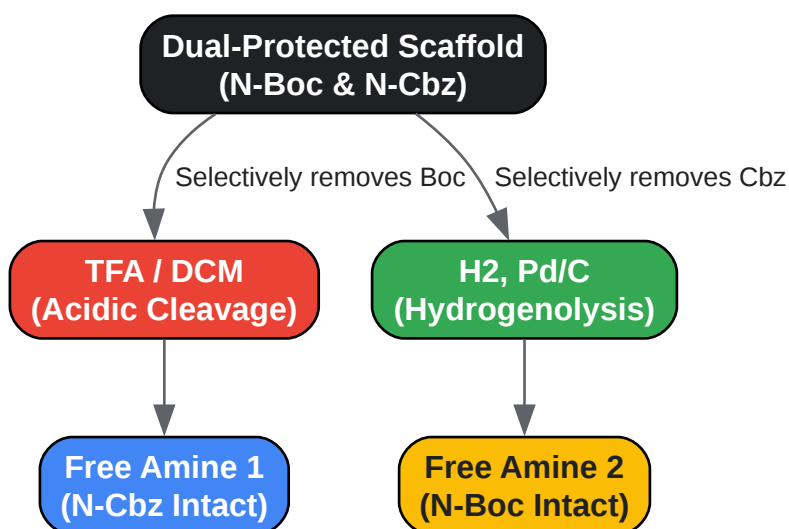 Dual-Protected Scaffold
(N-Boc & N-Cbz)
Selectively removes Boc
Selectively removes Cbz
TFA / DCM
(Acidic Cleavage)
H2, Pd/C
(Hydrogenolysis)
Free Amine 1
(N-Cbz Intact)
Free Amine 2
(N-Boc Intact)